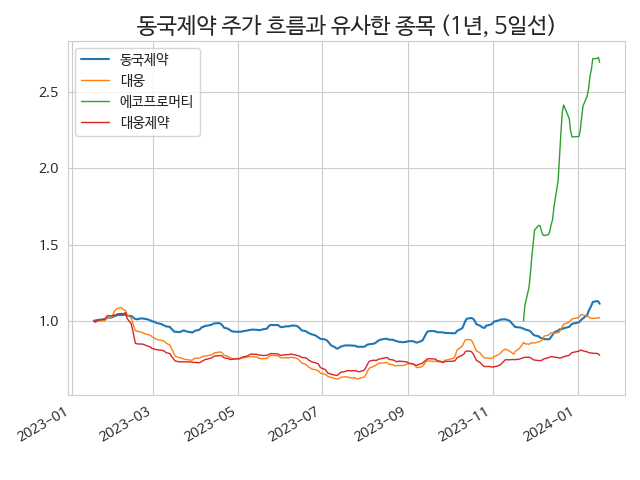 동국제약 주가 흐름과 유사한 종목 (1년, 5일선)
동국제약
대웅
에코프로머티
대웅제약
2.5
2.0
1.5
1.0
2023-01
2023-03
2023-05
2023-07
2023-09
2023-11
2024-01